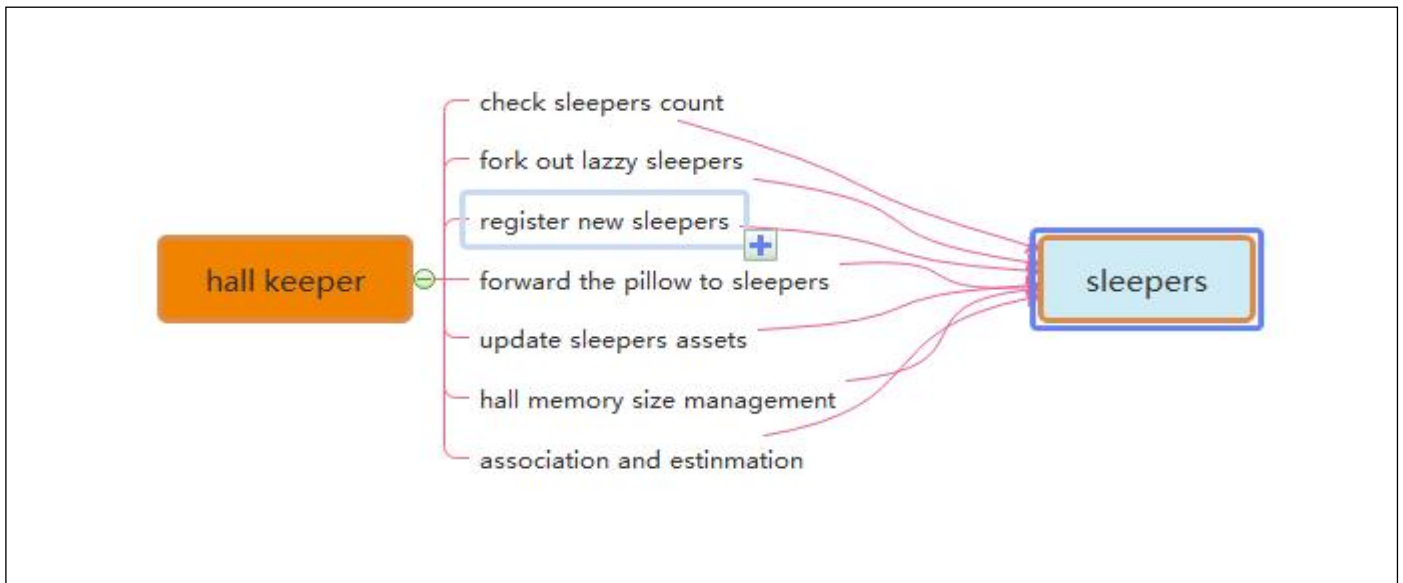 check sleepers count
fork out lazzy sleepers
register new sleepers
hall keeper
forward the pillow to sleepers
sleepers
update sleepers assets
hall memory size management
association and estinmation